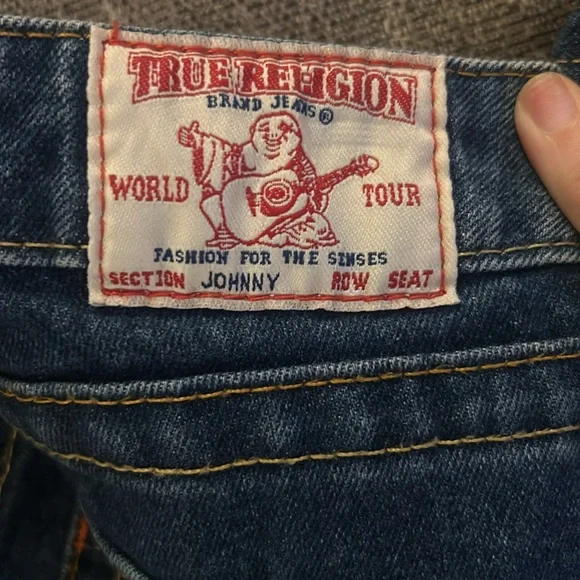 TRUE RELIGION
BRAND JEANS®
WORLD TOUR
FASHION FOR THE SENSES
SECTION JOHNNY ROW SEAT